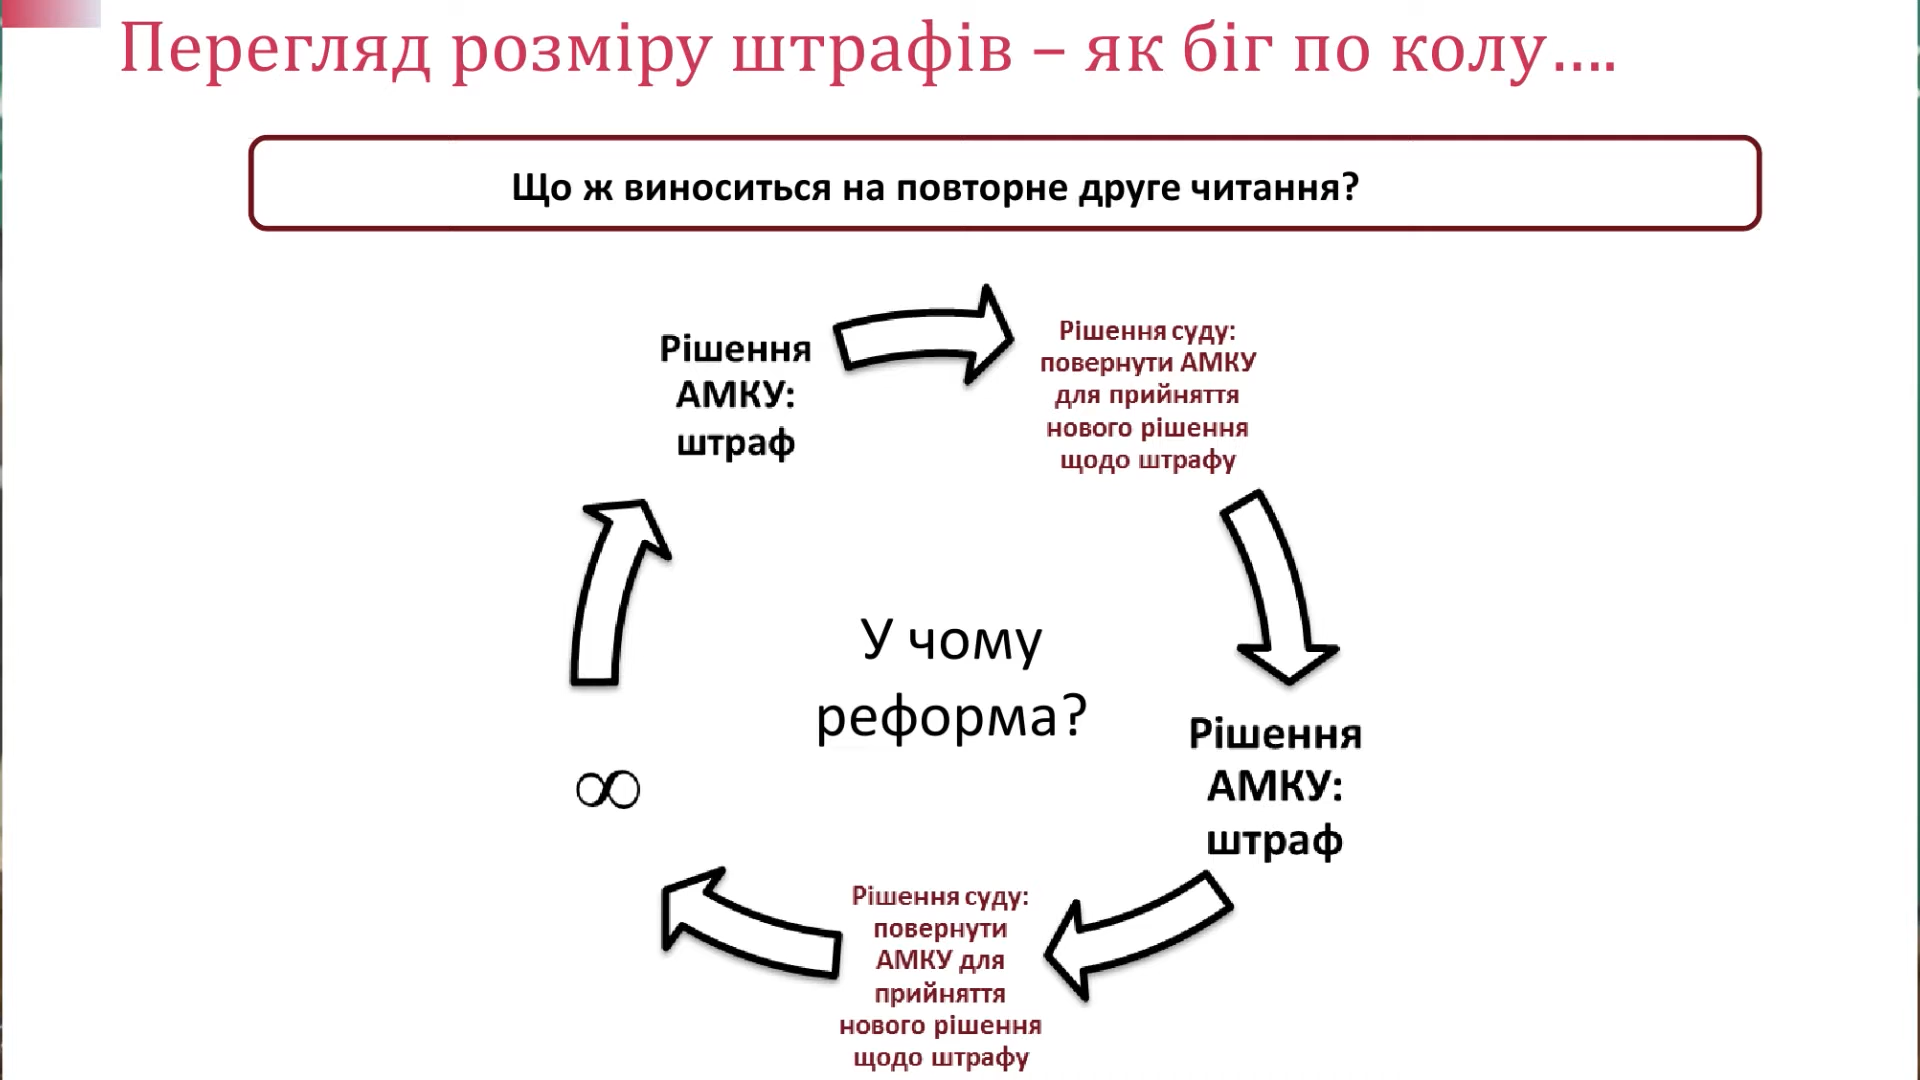 Перегляд розміру штрафів – як біг по колу....
Що ж виноситься на повторне друге читання?
Рішення
АМКУ:
штраф
Рішення суду:
повернути АМКУ
для прийняття
нового рішення
щодо штрафу
У чому
реформа?
Рішення
АМКУ:
штраф
Рішення суду:
повернути
АМКУ для
прийняття
нового рішення
щодо штрафу
∞